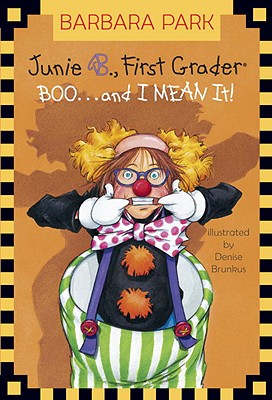 BARBARA PARK
Junie B., First Grader®
BOO...and I MEAN IT!
illustrated
by
Denise
Brunkus